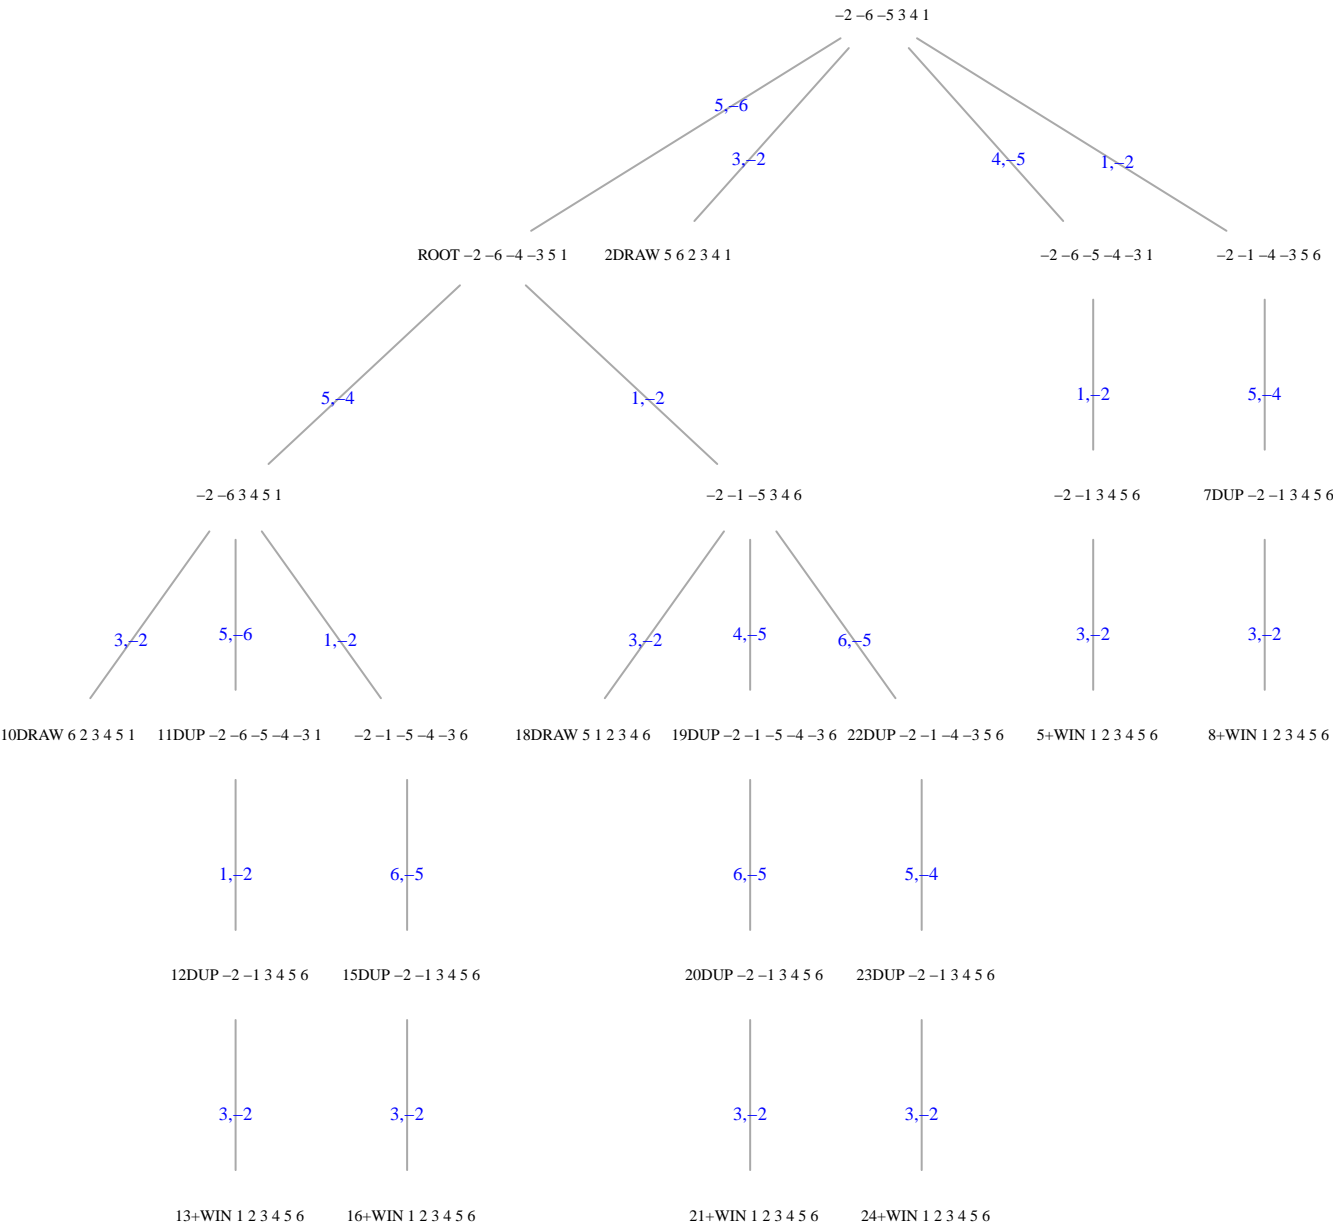 −2 −6 −5 3 4 1
5,−6
3,−2
4,−5
1,−2
ROOT −2 −6 −4 −3 5 1
2DRAW 5 6 2 3 4 1
−2 −6 −5 −4 −3 1
−2 −1 −4 −3 5 6
5,−4
1,−2
1,−2
5,−4
−2 −6 3 4 5 1
−2 −1 −5 3 4 6
−2 −1 3 4 5 6
7DUP −2 −1 3 4 5 6
3,−2
5,−6
1,−2
3,−2
4,−5
6,−5
3,−2
3,−2
10DRAW 6 2 3 4 5 1
11DUP −2 −6 −5 −4 −3 1
−2 −1 −5 −4 −3 6
18DRAW 5 1 2 3 4 6
19DUP −2 −1 −5 −4 −3 6
22DUP −2 −1 −4 −3 5 6
5+WIN 1 2 3 4 5 6
8+WIN 1 2 3 4 5 6
1,−2
6,−5
6,−5
5,−4
12DUP −2 −1 3 4 5 6
15DUP −2 −1 3 4 5 6
20DUP −2 −1 3 4 5 6
23DUP −2 −1 3 4 5 6
3,−2
3,−2
3,−2
3,−2
13+WIN 1 2 3 4 5 6
16+WIN 1 2 3 4 5 6
21+WIN 1 2 3 4 5 6
24+WIN 1 2 3 4 5 6